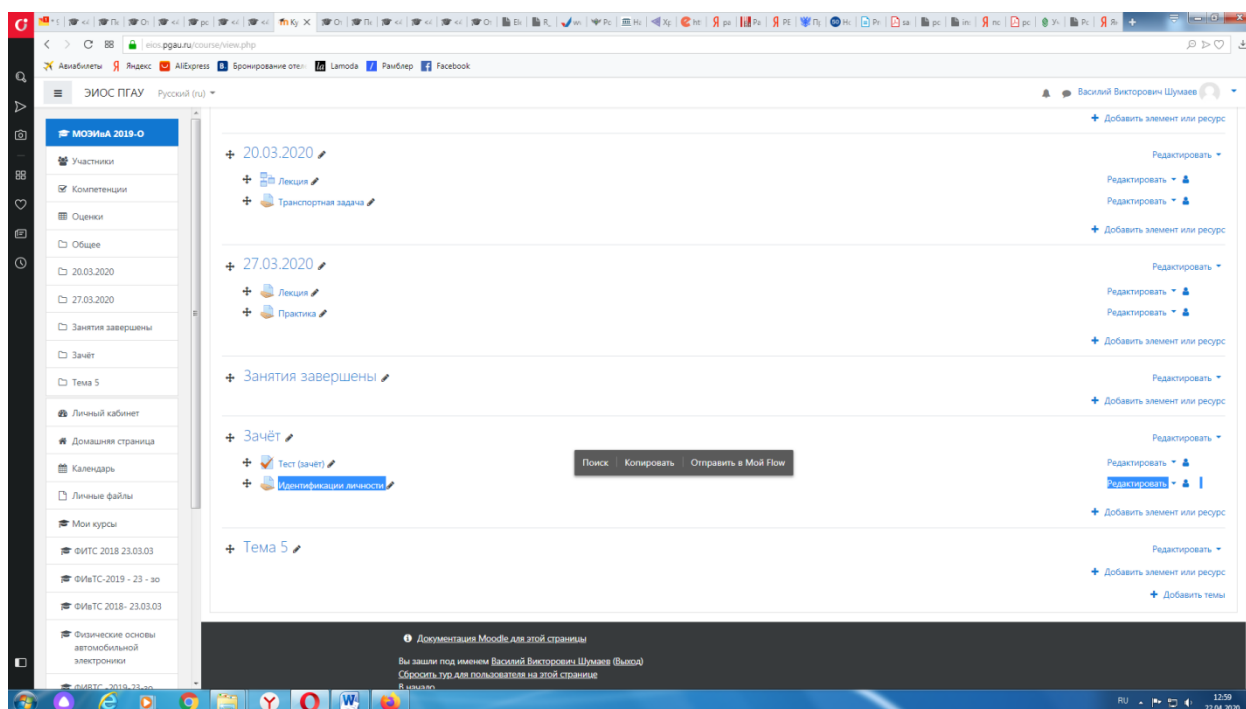 eios.pgau.ru/course/view.php
Авиабилеты Яндекс AliExpress Бронирование отел Lamoda Рамблер Facebook
ЭИОС ПГАУ Русский (ru) Василий Викторович Шумаев
Добавить элемент или ресурс
МОЭИвА 2019-О
20.03.2020 Редактировать
Участники
Лекция Редактировать
Компетенции
Транспортная задача Редактировать
Оценки
Добавить элемент или ресурс
Общее
27.03.2020 Редактировать
20.03.2020
Лекция Редактировать
27.03.2020
Практика Редактировать
Занятия завершены
Добавить элемент или ресурс
Зачёт
Занятия завершены Редактировать
Тема 5
Добавить элемент или ресурс
Личный кабинет
Зачёт Редактировать
Домашняя страница
Тест (зачёт) Поиск Копировать Отправить в Мой Flow Редактировать
Календарь
Идентификации личности Редактировать
Личные файлы
Добавить элемент или ресурс
Мои курсы
Тема 5 Редактировать
ФИТС 2018 23.03.03
Добавить элемент или ресурс
ФИвТС-2019 - 23 - зо
Добавить темы
ФИвТС 2018- 23.03.03
Физические основы
автомобильной
электроники
Документация Moodle для этой страницы
Вы зашли под именем Василий Викторович Шумаев (Выход)
Сбросить тур для пользователя на этой странице
В начало
RU 12:59
22.04.2020